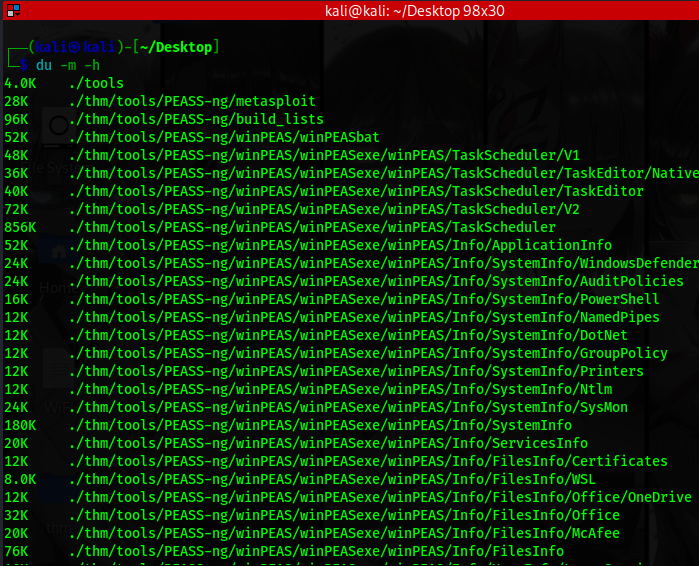 kali@kali: ~/Desktop 98x30
┌──(kali㉿kali)-[~/Desktop]
└─$ du -m -h
4.0K ./tools
28K ./thm/tools/PEASS-ng/metasploit
96K ./thm/tools/PEASS-ng/build_lists
52K ./thm/tools/PEASS-ng/winPEAS/winPEASbat
48K ./thm/tools/PEASS-ng/winPEAS/winPEASexe/winPEAS/TaskScheduler/V1
36K ./thm/tools/PEASS-ng/winPEAS/winPEASexe/winPEAS/TaskScheduler/TaskEditor/Native
40K ./thm/tools/PEASS-ng/winPEAS/winPEASexe/winPEAS/TaskScheduler/TaskEditor
72K ./thm/tools/PEASS-ng/winPEAS/winPEASexe/winPEAS/TaskScheduler/V2
856K ./thm/tools/PEASS-ng/winPEAS/winPEASexe/winPEAS/TaskScheduler
52K ./thm/tools/PEASS-ng/winPEAS/winPEASexe/winPEAS/Info/ApplicationInfo
24K ./thm/tools/PEASS-ng/winPEAS/winPEASexe/winPEAS/Info/SystemInfo/WindowsDefender
24K ./thm/tools/PEASS-ng/winPEAS/winPEASexe/winPEAS/Info/SystemInfo/AuditPolicies
16K ./thm/tools/PEASS-ng/winPEAS/winPEASexe/winPEAS/Info/SystemInfo/PowerShell
12K ./thm/tools/PEASS-ng/winPEAS/winPEASexe/winPEAS/Info/SystemInfo/NamedPipes
12K ./thm/tools/PEASS-ng/winPEAS/winPEASexe/winPEAS/Info/SystemInfo/DotNet
12K ./thm/tools/PEASS-ng/winPEAS/winPEASexe/winPEAS/Info/SystemInfo/GroupPolicy
12K ./thm/tools/PEASS-ng/winPEAS/winPEASexe/winPEAS/Info/SystemInfo/Printers
12K ./thm/tools/PEASS-ng/winPEAS/winPEASexe/winPEAS/Info/SystemInfo/Ntlm
24K ./thm/tools/PEASS-ng/winPEAS/winPEASexe/winPEAS/Info/SystemInfo/SysMon
180K ./thm/tools/PEASS-ng/winPEAS/winPEASexe/winPEAS/Info/SystemInfo
20K ./thm/tools/PEASS-ng/winPEAS/winPEASexe/winPEAS/Info/ServicesInfo
12K ./thm/tools/PEASS-ng/winPEAS/winPEASexe/winPEAS/Info/FilesInfo/Certificates
8.0K ./thm/tools/PEASS-ng/winPEAS/winPEASexe/winPEAS/Info/FilesInfo/WSL
12K ./thm/tools/PEASS-ng/winPEAS/winPEASexe/winPEAS/Info/FilesInfo/Office/OneDrive
32K ./thm/tools/PEASS-ng/winPEAS/winPEASexe/winPEAS/Info/FilesInfo/Office
20K ./thm/tools/PEASS-ng/winPEAS/winPEASexe/winPEAS/Info/FilesInfo/McAfee
76K ./thm/tools/PEASS-ng/winPEAS/winPEASexe/winPEAS/Info/FilesInfo